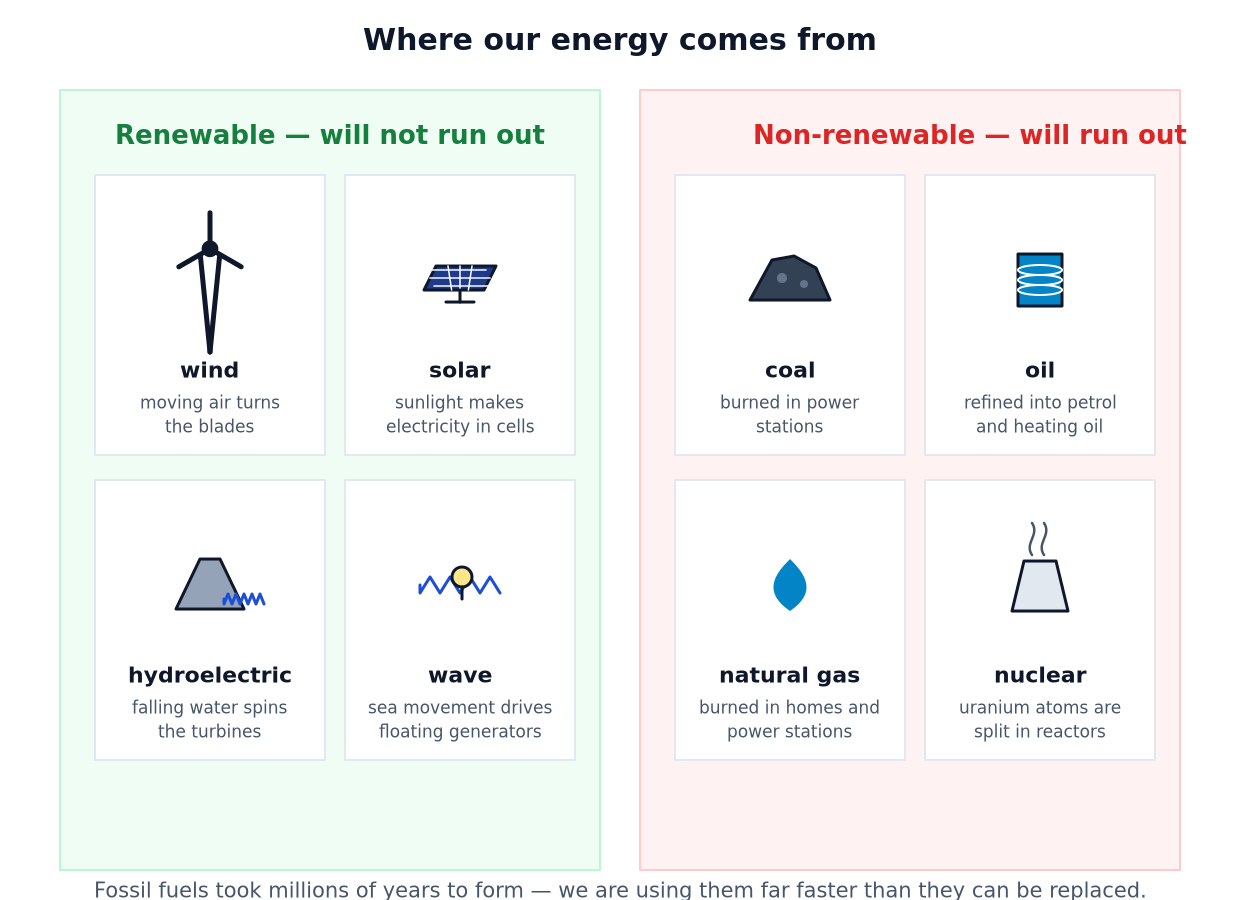 Where our energy comes from
Renewable — will not run out
wind
moving air turns
the blades
solar
sunlight makes
electricity in cells
hydroelectric
falling water spins
the turbines
wave
sea movement drives
floating generators
Non-renewable — will run out
coal
burned in power
stations
oil
refined into petrol
and heating oil
natural gas
burned in homes and
power stations
nuclear
uranium atoms are
split in reactors
Fossil fuels took millions of years to form — we are using them far faster than they can be replaced.